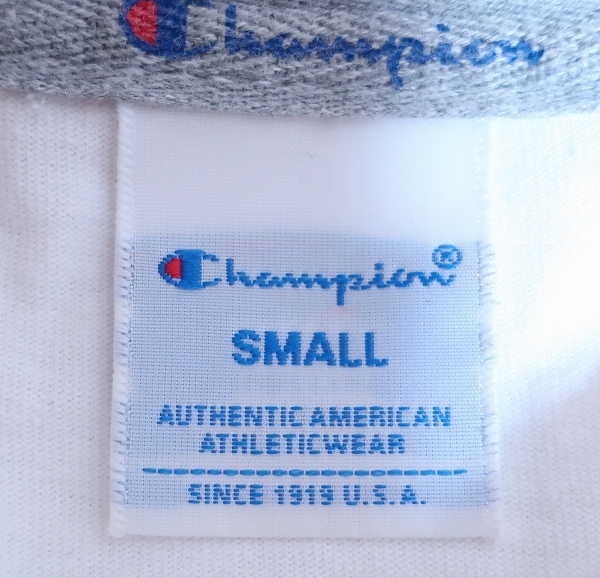 Champion
Champion®
SMALL
AUTHENTIC AMERICAN
ATHLETICWEAR
SINCE 1919 U.S.A.